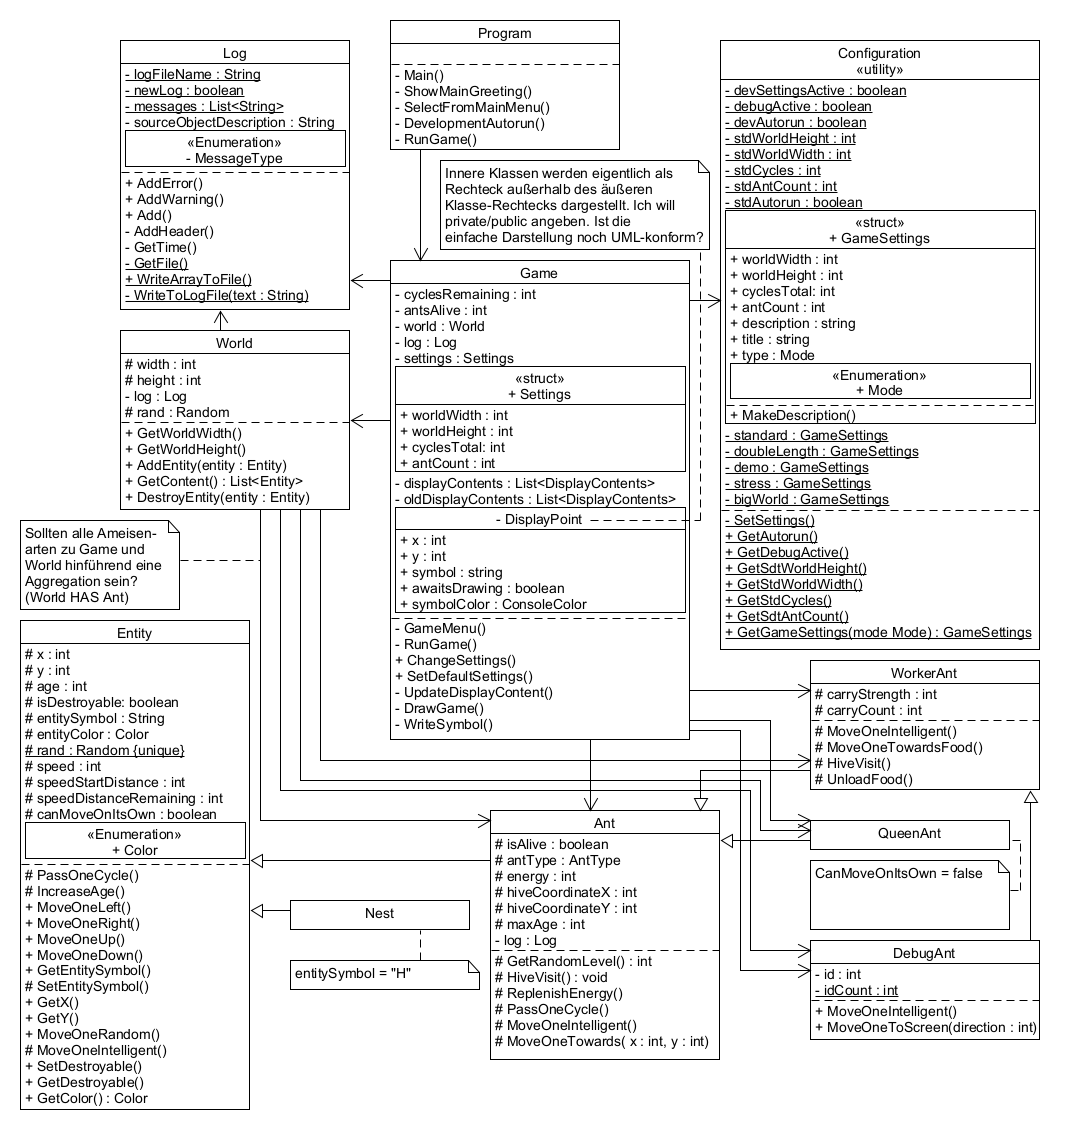 Log
- logFileName : String
- newLog : boolean
- messages : List<String>
- sourceObjectDescription : String
«Enumeration»
- MessageType
+ AddError()
+ AddWarning()
+ Add()
- AddHeader()
- GetTime()
- GetFile()
+ WriteArrayToFile()
- WriteToLogFile(text : String)
Program
- Main()
- ShowMainGreeting()
- SelectFromMainMenu()
- DevelopmentAutorun()
- RunGame()
Innere Klassen werden eigentlich als
Rechteck außerhalb des äußeren
Klasse-Rechtecks dargestellt. Ich will
private/public angeben. Ist die
einfache Darstellung noch UML-konform?
Configuration
«utility»
- devSettingsActive : boolean
- debugActive : boolean
- devAutorun : boolean
- stdWorldHeight : int
- stdWorldWidth : int
- stdCycles : int
- stdAntCount : int
- stdAutorun : boolean
«struct»
+ GameSettings
+ worldWidth : int
+ worldHeight : int
+ cyclesTotal: int
+ antCount : int
+ description : string
+ title : string
+ type : Mode
«Enumeration»
+ Mode
+ MakeDescription()
- standard : GameSettings
- doubleLength : GameSettings
- demo : GameSettings
- stress : GameSettings
- bigWorld : GameSettings
- SetSettings()
+ GetAutorun()
+ GetDebugActive()
+ GetSdtWorldHeight()
+ GetStdWorldWidth()
+ GetStdCycles()
+ GetSdtAntCount()
+ GetGameSettings(mode Mode) : GameSettings
World
# width : int
# height : int
- log : Log
# rand : Random
+ GetWorldWidth()
+ GetWorldHeight()
+ AddEntity(entity : Entity)
+ GetContent() : List<Entity>
+ DestroyEntity(entity : Entity)
Game
- cyclesRemaining : int
- antsAlive : int
- world : World
- log : Log
- settings : Settings
«struct»
+ Settings
+ worldWidth : int
+ worldHeight : int
+ cyclesTotal: int
+ antCount : int
- displayContents : List<DisplayContents>
- oldDisplayContents : List<DisplayContents>
- DisplayPoint
+ x : int
+ y : int
+ symbol : string
+ awaitsDrawing : boolean
+ symbolColor : ConsoleColor
- GameMenu()
- RunGame()
+ ChangeSettings()
+ SetDefaultSettings()
- UpdateDisplayContent()
- DrawGame()
- WriteSymbol()
Sollten alle Ameisen-
arten zu Game und
World hinführend eine
Aggregation sein?
(World HAS Ant)
Entity
# x : int
# y : int
# age : int
# isDestroyable: boolean
# entitySymbol : String
# entityColor : Color
# rand : Random {unique}
# speed : int
# speedStartDistance : int
# speedDistanceRemaining : int
# canMoveOnItsOwn : boolean
«Enumeration»
+ Color
# PassOneCycle()
# IncreaseAge()
+ MoveOneLeft()
+ MoveOneRight()
+ MoveOneUp()
+ MoveOneDown()
+ GetEntitySymbol()
# SetEntitySymbol()
+ GetX()
+ GetY()
+ MoveOneRandom()
# MoveOneIntelligent()
+ SetDestroyable()
+ GetDestroyable()
+ GetColor() : Color
Nest
entitySymbol = "H"
Ant
# isAlive : boolean
# antType : AntType
# energy : int
# hiveCoordinateX : int
# hiveCoordinateY : int
# maxAge : int
- log : Log
# GetRandomLevel() : int
# HiveVisit() : void
# ReplenishEnergy()
# PassOneCycle()
# MoveOneIntelligent()
# MoveOneTowards( x : int, y : int)
WorkerAnt
# carryStrength : int
# carryCount : int
# MoveOneIntelligent()
# MoveOneTowardsFood()
# HiveVisit()
# UnloadFood()
QueenAnt
CanMoveOnItsOwn = false
DebugAnt
- id : int
- idCount : int
+ MoveOneIntelligent()
+ MoveOneToScreen(direction : int)